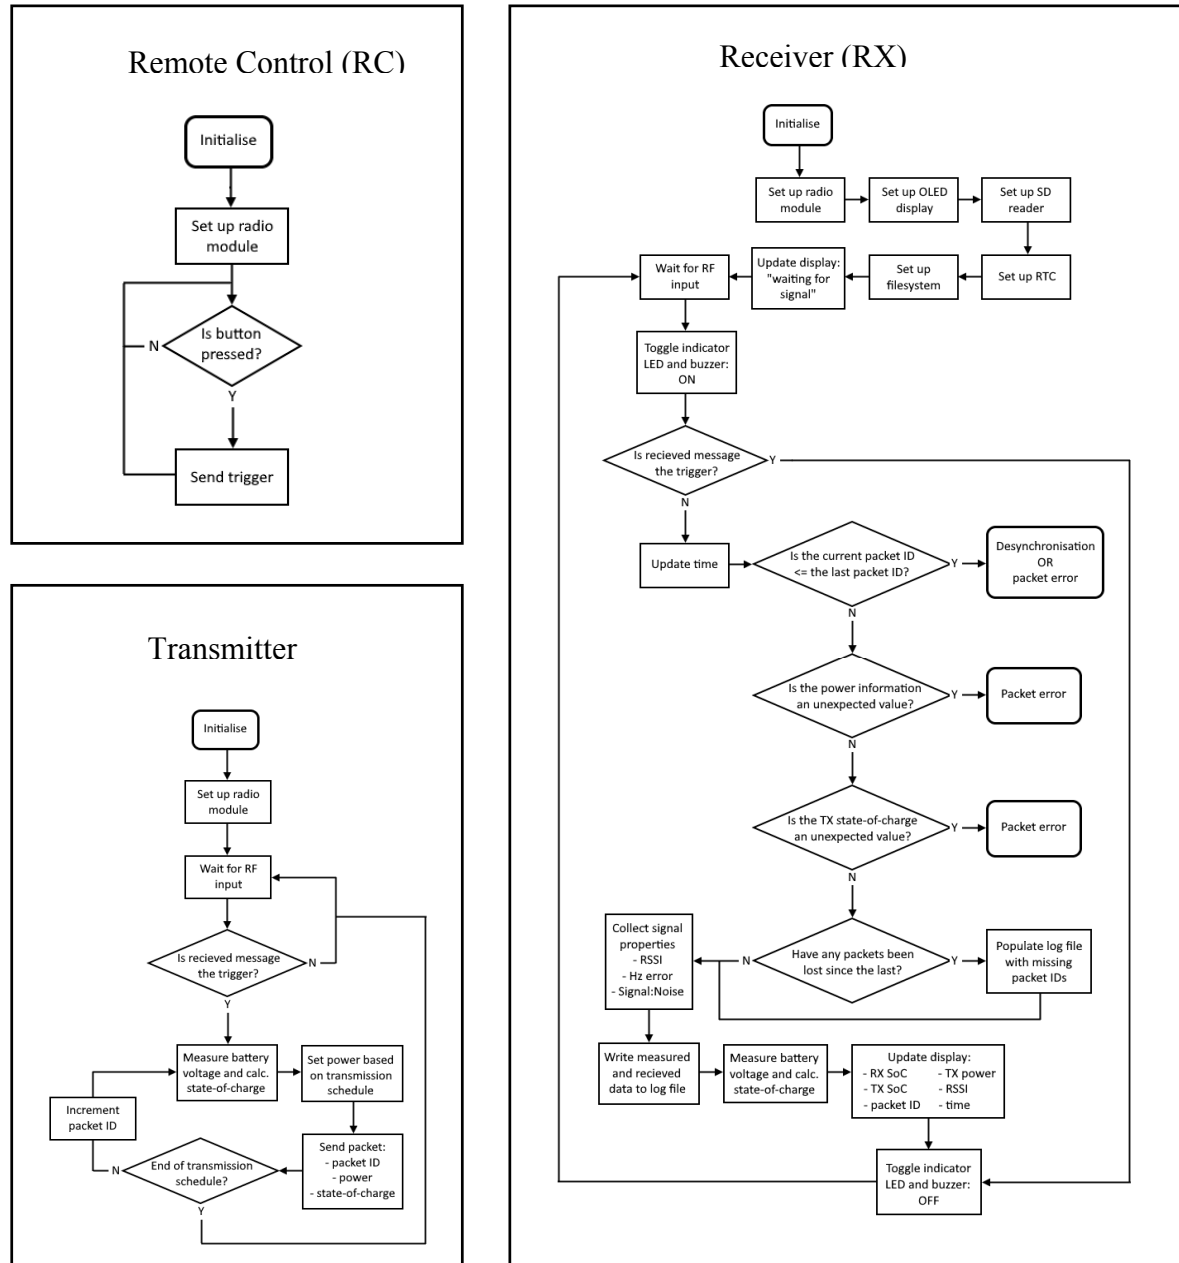 Remote Control (RC)
Initialise
Set up radio
module
Is button
pressed?
N
Y
Send trigger
Transmitter
Initialise
Set up radio
module
Wait for RF
input
Is recieved message
the trigger?
N
Y
Measure battery
voltage and calc.
state-of-charge
Set power based
on transmission
schedule
Increment
packet ID
Send packet:
- packet ID
- power
- state-of-charge
End of transmission
schedule?
N
Y
Receiver (RX)
Initialise
Set up radio
module
Set up OLED
display
Set up SD
reader
Set up RTC
Set up
filesystem
Update display:
"waiting for
signal"
Wait for RF
input
Toggle indicator
LED and buzzer:
ON
Is recieved message
the trigger?
Y
N
Update time
Is the current packet ID
<= the last packet ID?
Y
Desynchronisation
OR
packet error
N
Is the power information
an unexpected value?
Y
Packet error
N
Is the TX state-of-charge
an unexpected value?
Y
Packet error
N
Have any packets been
lost since the last?
Y
Populate log file
with missing
packet IDs
N
Collect signal
properties
- RSSI
- Hz error
- Signal:Noise
Write measured
and recieved
data to log file
Measure battery
voltage and calc.
state-of-charge
Update display:
- RX SoC - TX power
- TX SoC - RSSI
- packet ID - time
Toggle indicator
LED and buzzer:
OFF